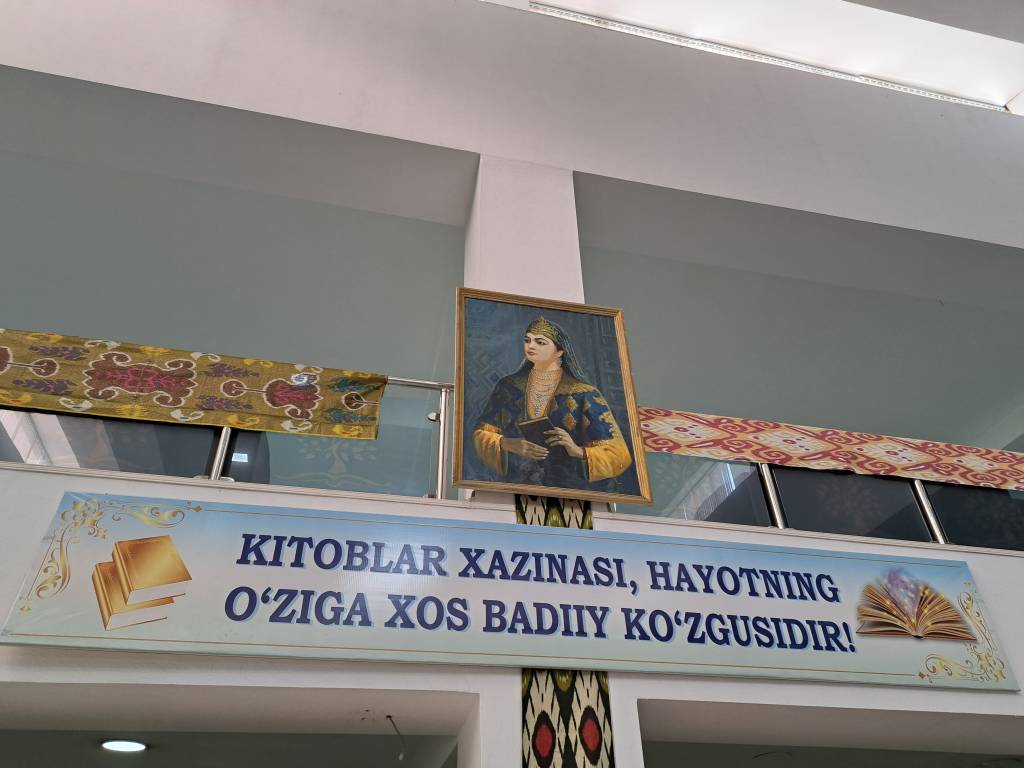 KITOBLAR XAZINASI, HAYOTNING
O‘ZIGA XOS BADIIY KO‘ZGUSIDIR!